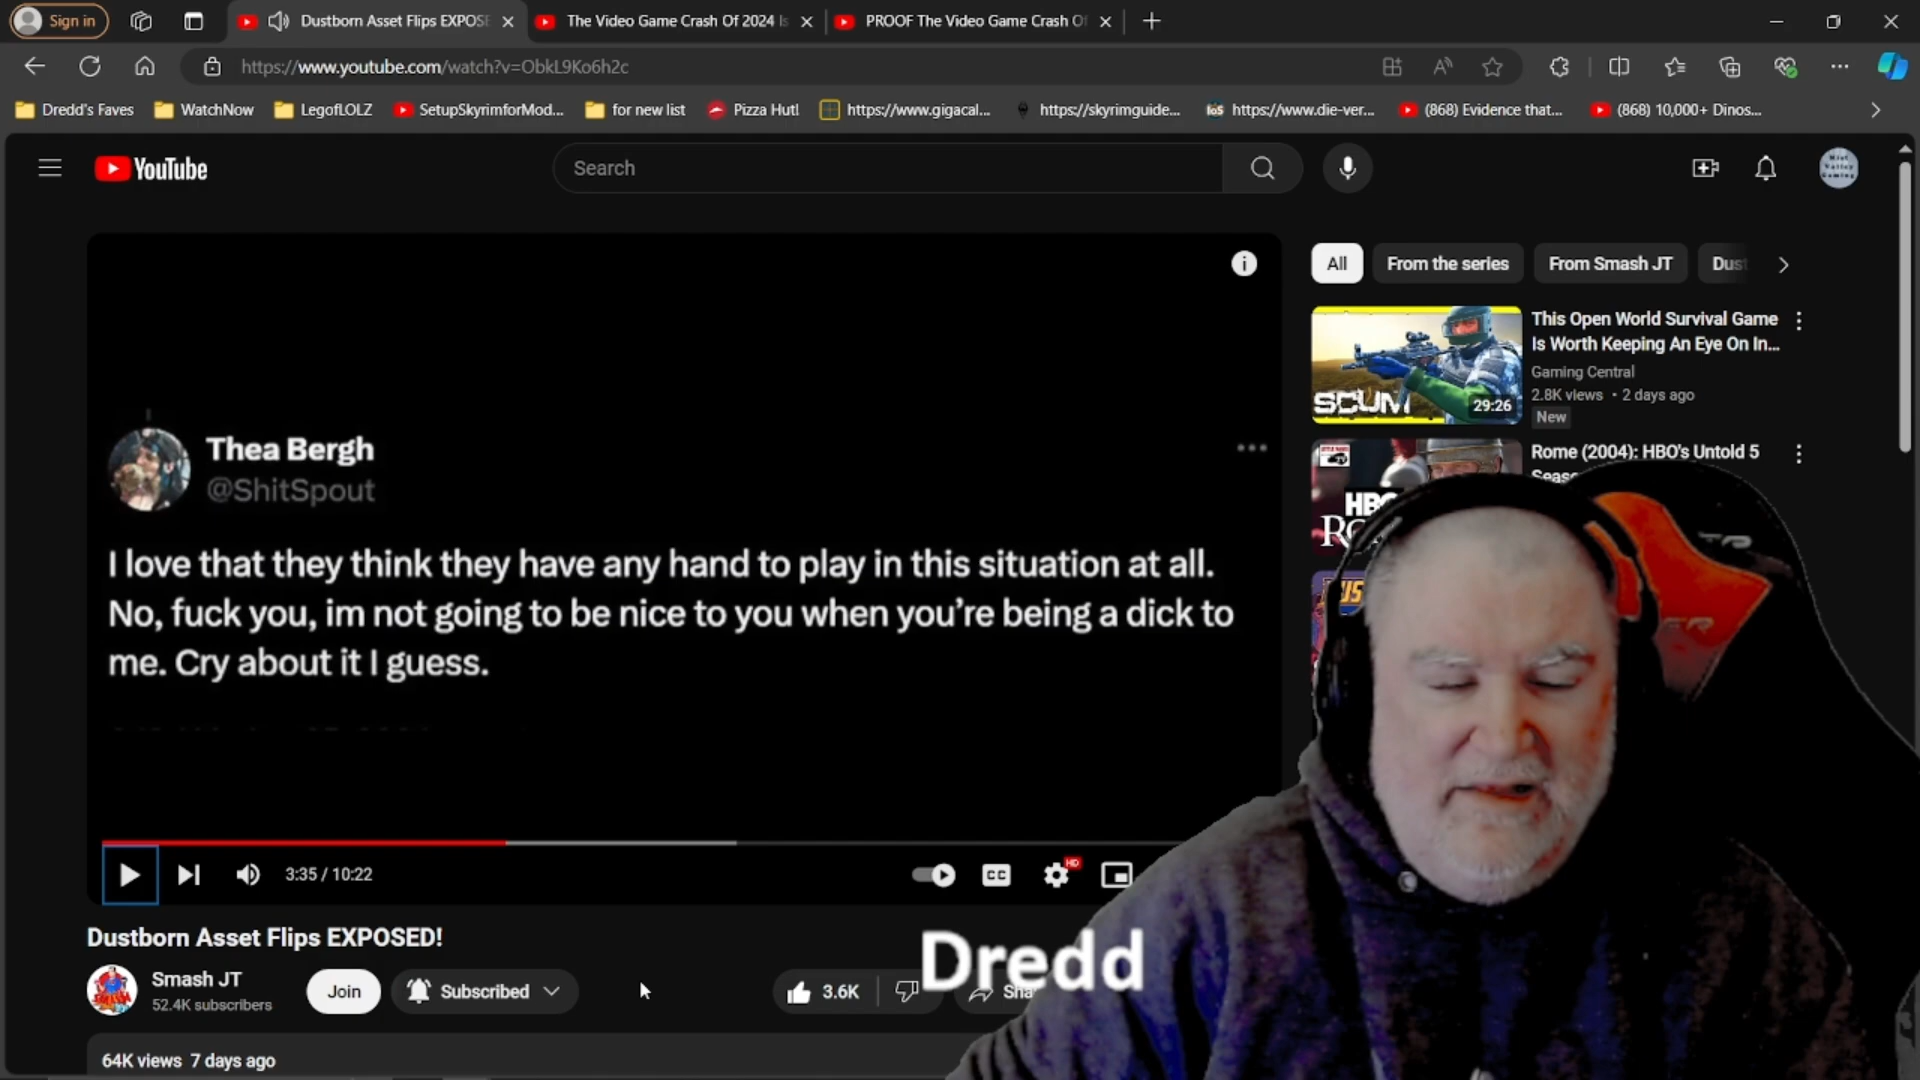 Sign in
Dustborn Asset Flips EXPOS
The Video Game Crash Of 2024 Is
PROOF The Video Game Crash Of
https://www.youtube.com/watch?v=ObkL9Ko6h2c
Dredd's Faves
WatchNow
LegofLOLZ
SetupSkyrimforMod...
for new list
Pizza Hut!
https://www.gigacal...
https://skyrimguide...
https://www.die-ver...
(868) Evidence that...
(868) 10,000+ Dinos...
YouTube
Search
All
From the series
From Smash JT
Dust
Thea Bergh
@ShitSpout
I love that they think they have any hand to play in this situation at all.
No, fuck you, im not going to be nice to you when you're being a dick to
me. Cry about it I guess.
SCUM
29:26
This Open World Survival Game
Is Worth Keeping An Eye On In...
Gaming Central
2.8K views • 2 days ago
New
Rome (2004): HBO's Untold 5
Seas
HBO
3:35 / 10:22
CC
HD
Dustborn Asset Flips EXPOSED!
Smash JT
52.4K subscribers
Join
Subscribed
3.6K
Sha
Dredd
64K views 7 days ago